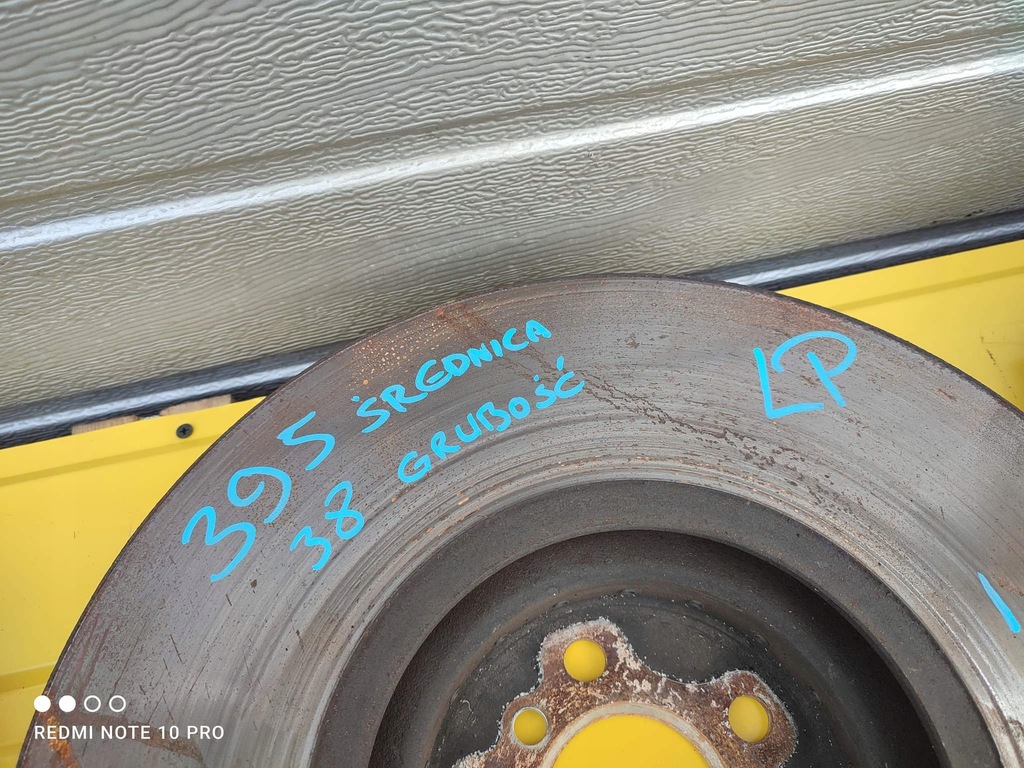 395 ŚREDNICA
38 GRUBOŚĆ
LP
REDMI NOTE 10 PRO